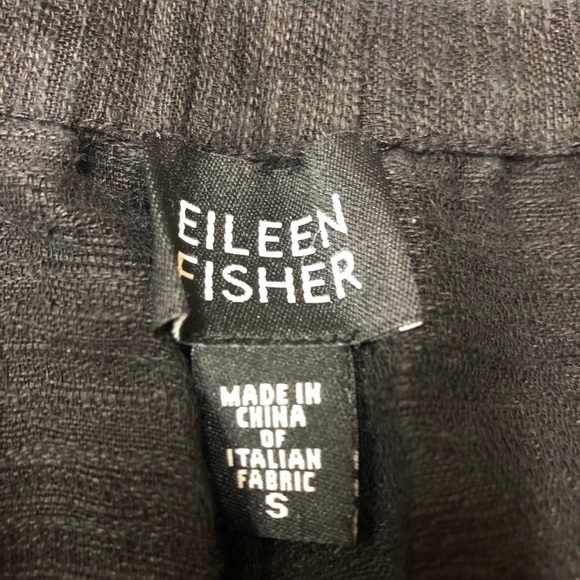 EILEEN
FISHER
MADE IN
CHINA
OF
ITALIAN
FABRIC
S